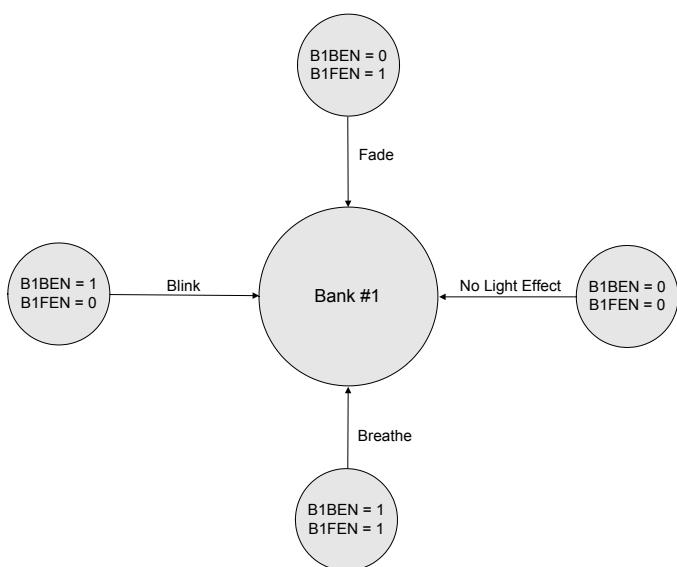 B1BEN = 0
B1FEN = 1
Fade
B1BEN = 1
B1FEN = 0
Blink
Bank #1
No Light Effect
B1BEN = 0
B1FEN = 0
Breathe
B1BEN = 1
B1FEN = 1